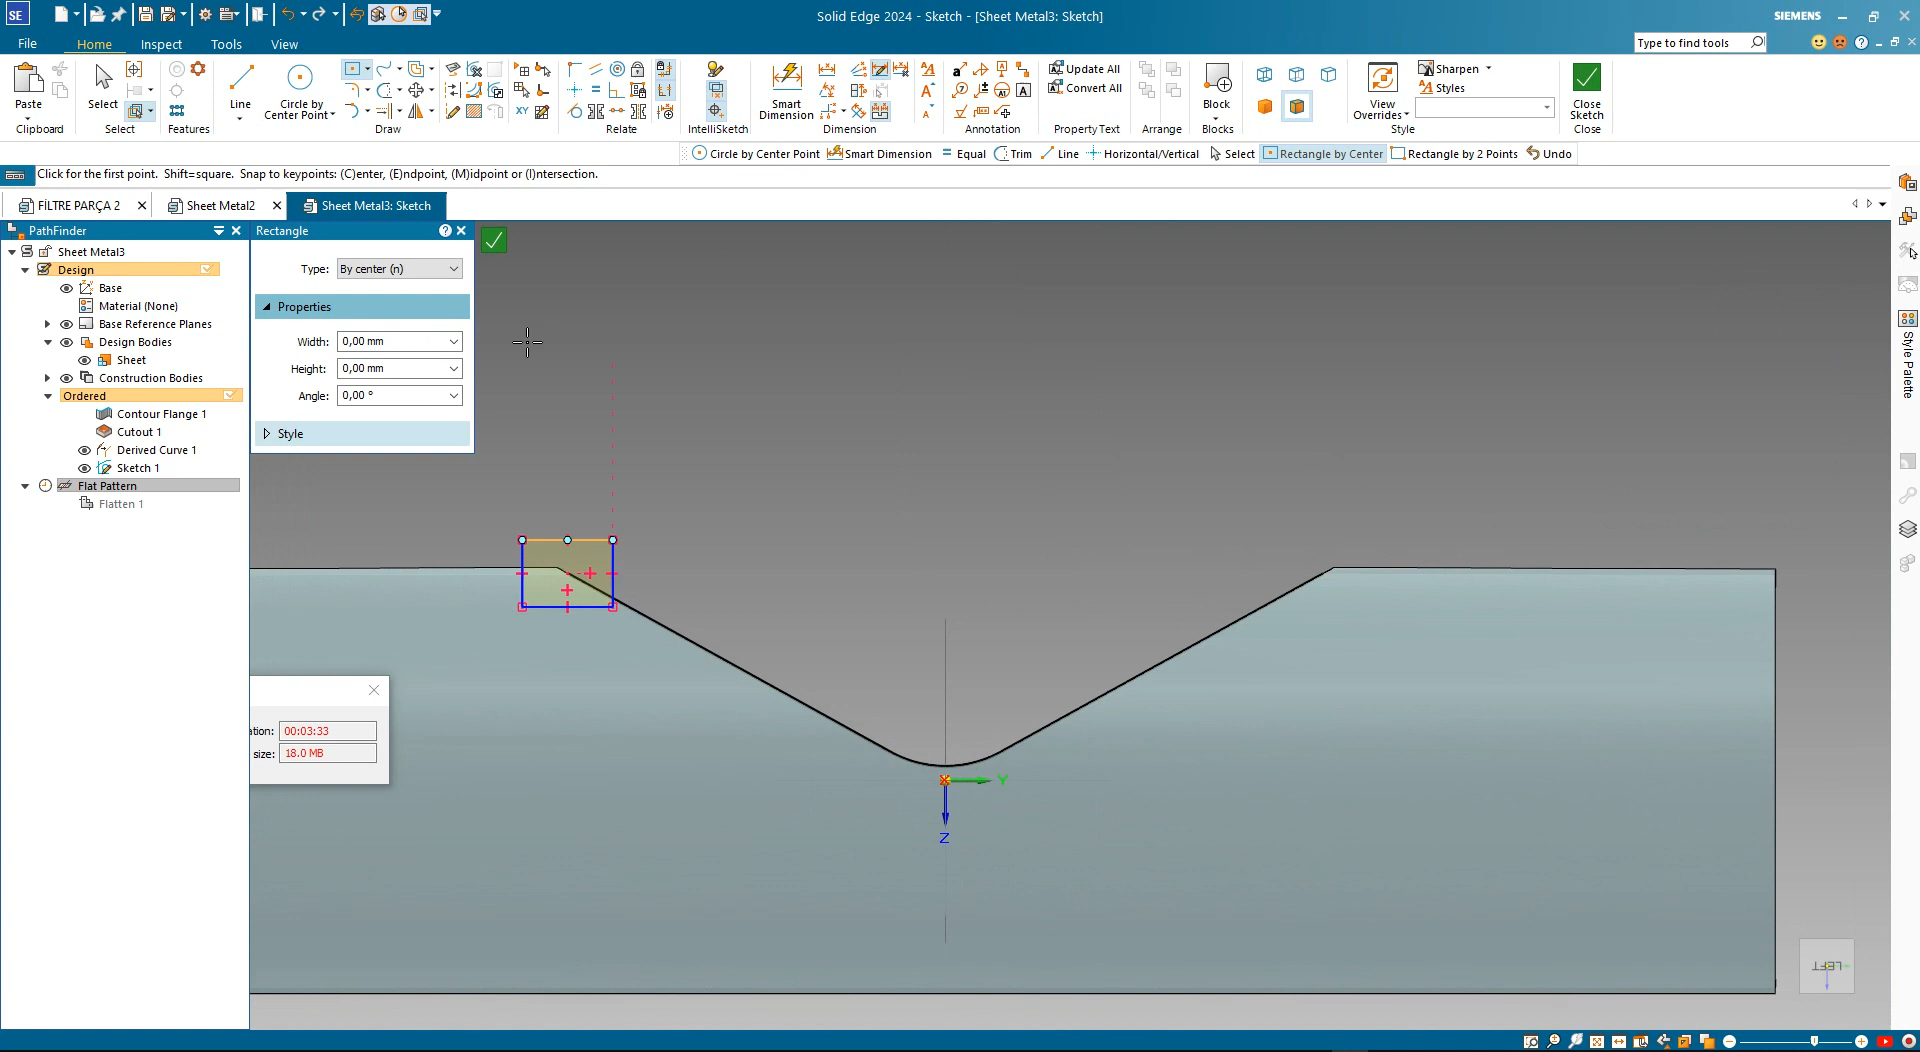 SE
Solid Edge 2024 - Sketch - [Sheet Metal3: Sketch]
SIEMENS
File
Home
Inspect
Tools
View
Type to find tools
Paste
Select
Line
Circle by
Center Point
Smart
Dimension
Update All
Convert All
Block
View
Overrides
Sharpen
Styles
Close
Sketch
Clipboard
Select
Features
Draw
Relate
IntelliSketch
Dimension
Annotation
PropertyText
Arrange
Blocks
Style
Close
Circle by Center Point
Smart Dimension
Equal
Trim
Line
Horizontal/Vertical
Select
Rectangle by Center
Rectangle by 2 Points
Undo
Click for the first point.  Shift=square.  Snap to keypoints: (C)enter, (E)ndpoint, (M)idpoint or (I)ntersection.
FİLTRE PARÇA 2
Sheet Metal2
Sheet Metal3: Sketch
PathFinder
Sheet Metal3
Design
Base
Material (None)
Base Reference Planes
Design Bodies
Sheet
Construction Bodies
Ordered
Contour Flange 1
Cutout 1
Derived Curve 1
Sketch 1
Flat Pattern
Flatten 1
Rectangle
Type: By center (n)
Properties
Width: 0,00 mm
Height: 0,00 mm
Angle: 0,00 °
Style
ation: 00:03:33
size: 18.0 MB
Y
Z
LEFT
Style Palette